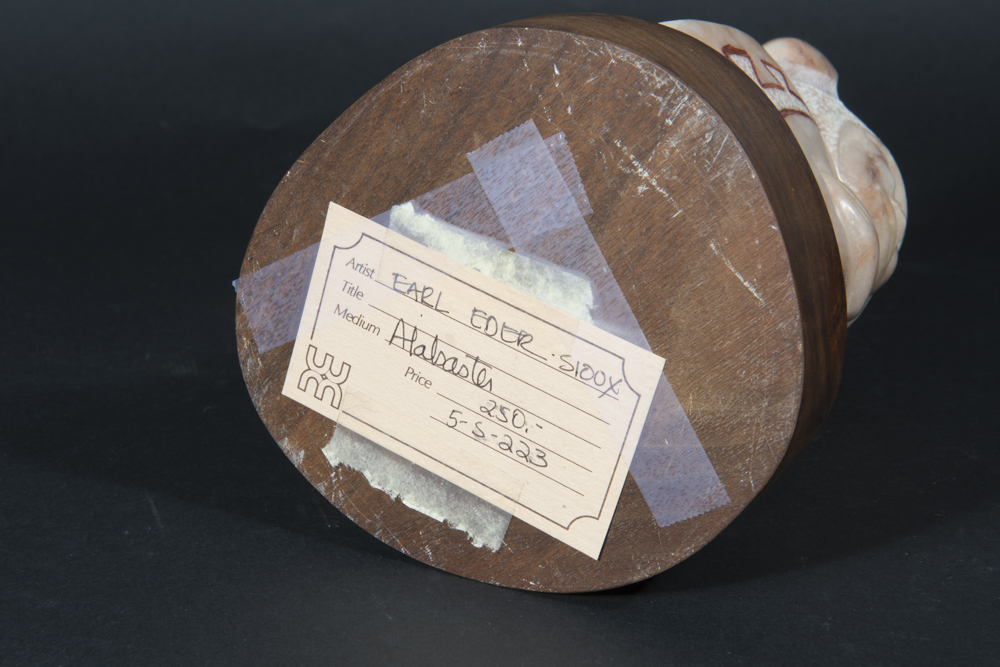 Artist EARL EDER - SIOUX
Title
Medium Alabaster
Price 250.-
5-S-223